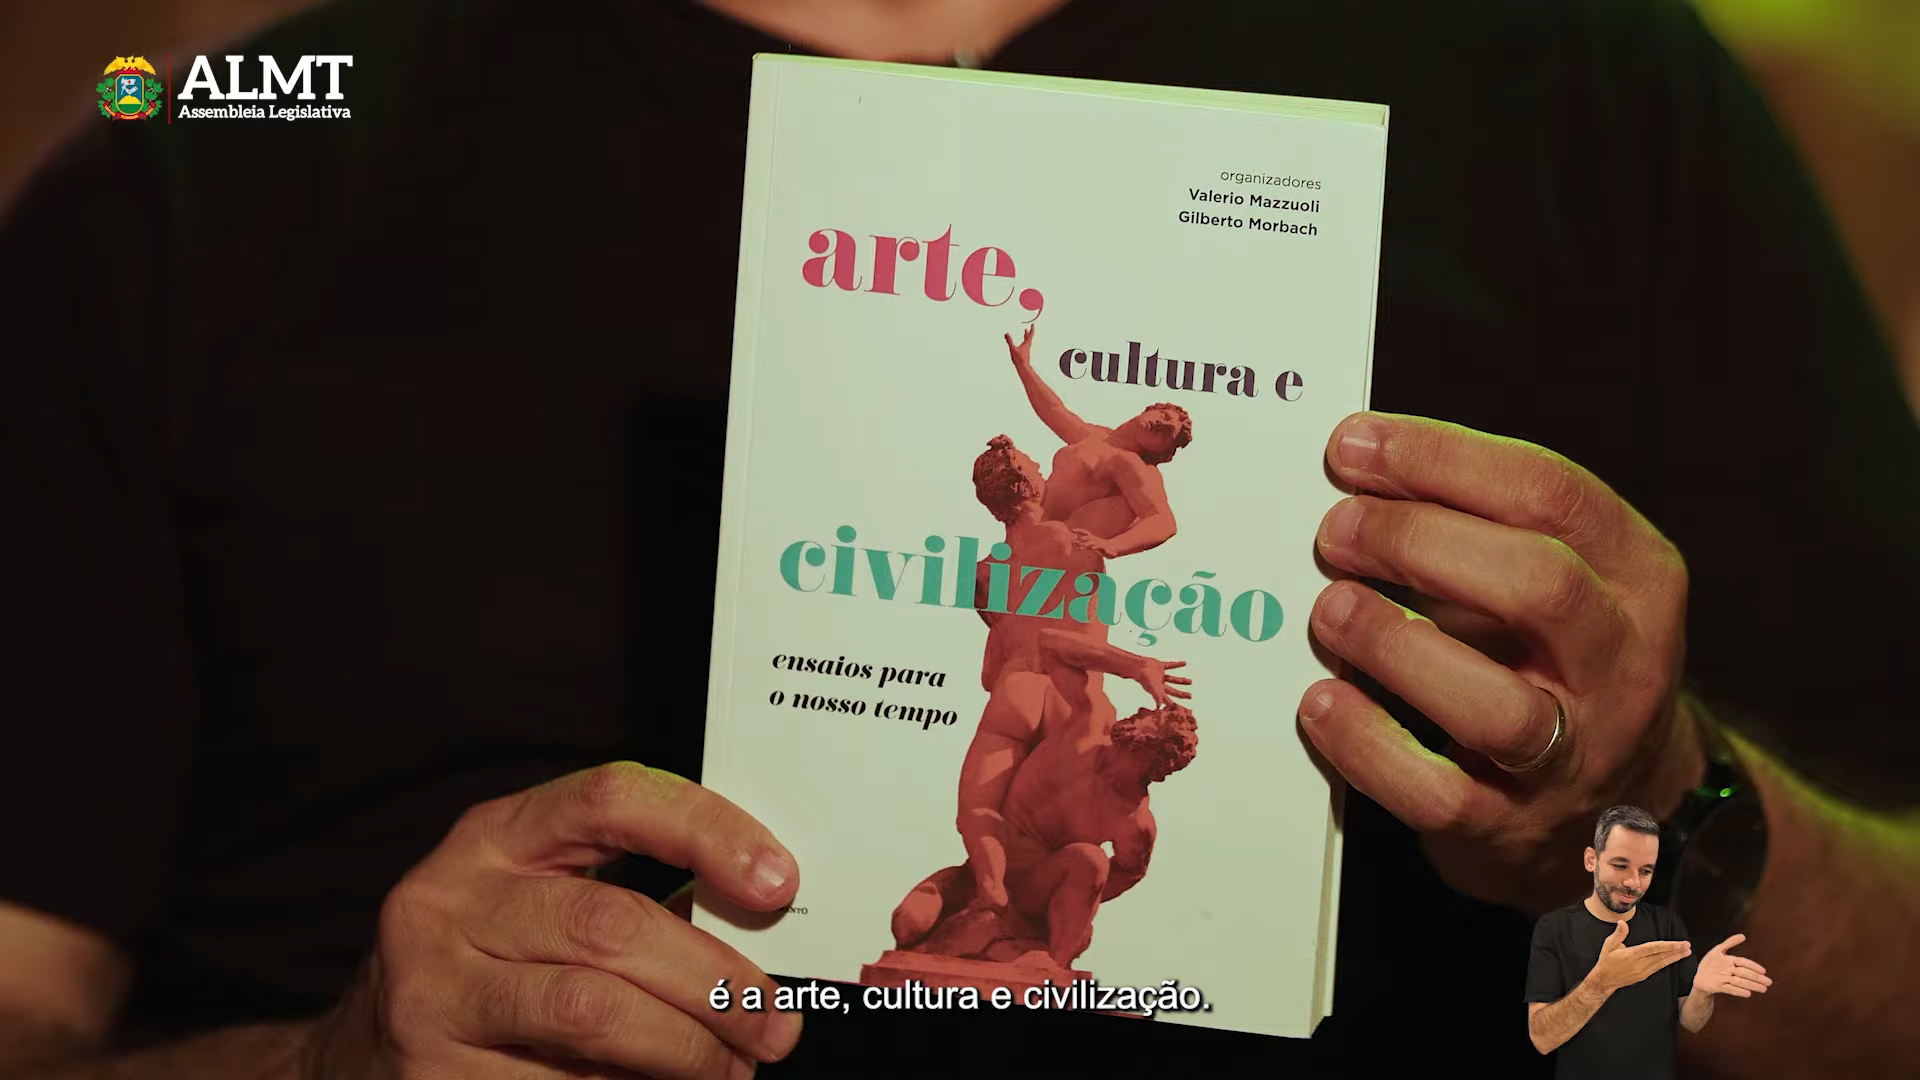 ALMT
Assembleia Legislativa
organizadores
Valerio Mazzuoli
Gilberto Morbach
arte,
cultura e
civilização
ensaios para
o nosso tempo
é a arte, cultura e civilização.